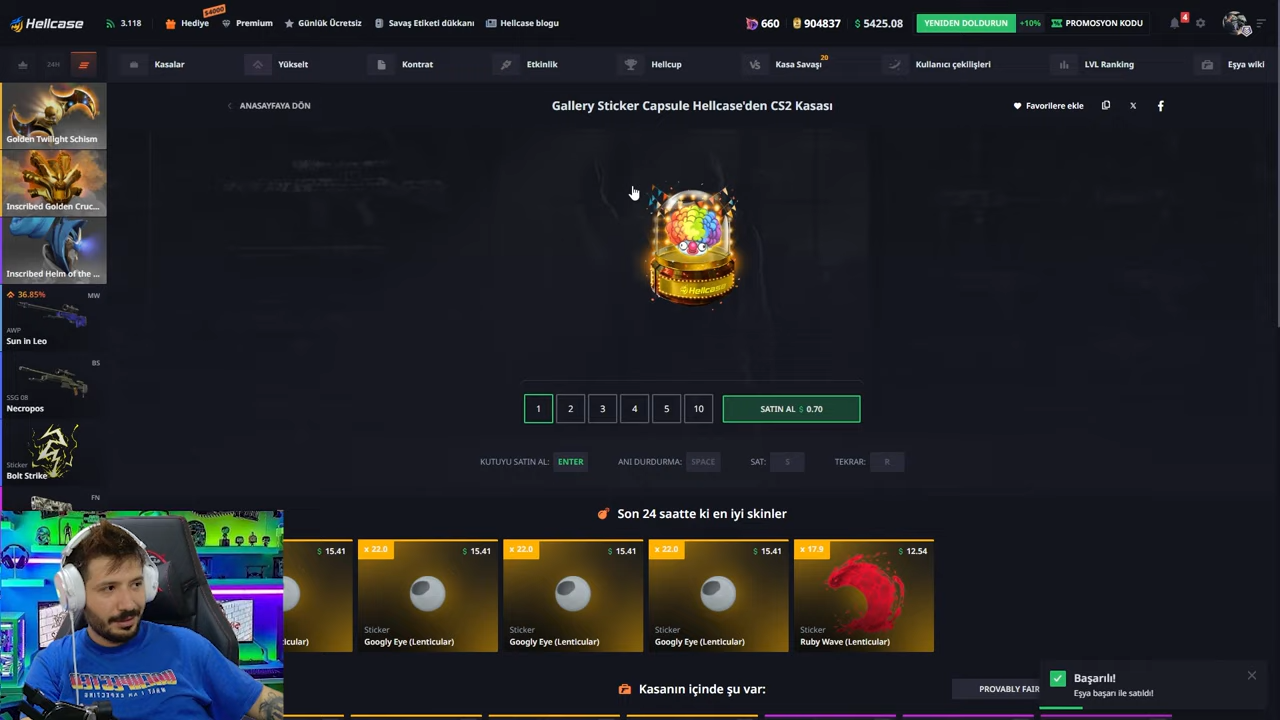 Hellcase
3.118
Hediye
$4000
Premium
Günlük Ücretsiz
Savaş Etiketi dükkanı
Hellcase blogu
660
904837
$ 5425.08
YENİDEN DOLDURUN
+10%
PROMOSYON KODU
4
24H
Kasalar
Yükselt
Kontrat
Etkinlik
Hellcup
Kasa Savaşı
20
Kullanıcı çekilişleri
LVL Ranking
Eşya wiki
ANASAYFAYA DÖN
Gallery Sticker Capsule Hellcase'den CS2 Kasası
Favorilere ekle
Golden Twilight Schism
Inscribed Golden Cruc...
Inscribed Helm of the ...
36.85%
MW
AWP
Sun in Leo
BS
SSG 08
Necropos
Sticker
Bolt Strike
FN
Hellcase
1
2
3
4
5
10
SATIN AL $ 0.70
KUTUYU SATIN AL:
ENTER
ANI DURDURMA:
SPACE
SAT:
S
TEKRAR:
R
Son 24 saatte ki en iyi skinler
$ 15.41
ticular)
x 22.0
$ 15.41
Sticker
Googly Eye (Lenticular)
x 22.0
$ 15.41
Sticker
Googly Eye (Lenticular)
x 22.0
$ 15.41
Sticker
Googly Eye (Lenticular)
x 17.9
$ 12.54
Sticker
Ruby Wave (Lenticular)
Kasanın içinde şu var:
PROVABLY FAIR
Başarılı!
Eşya başarı ile satıldı!